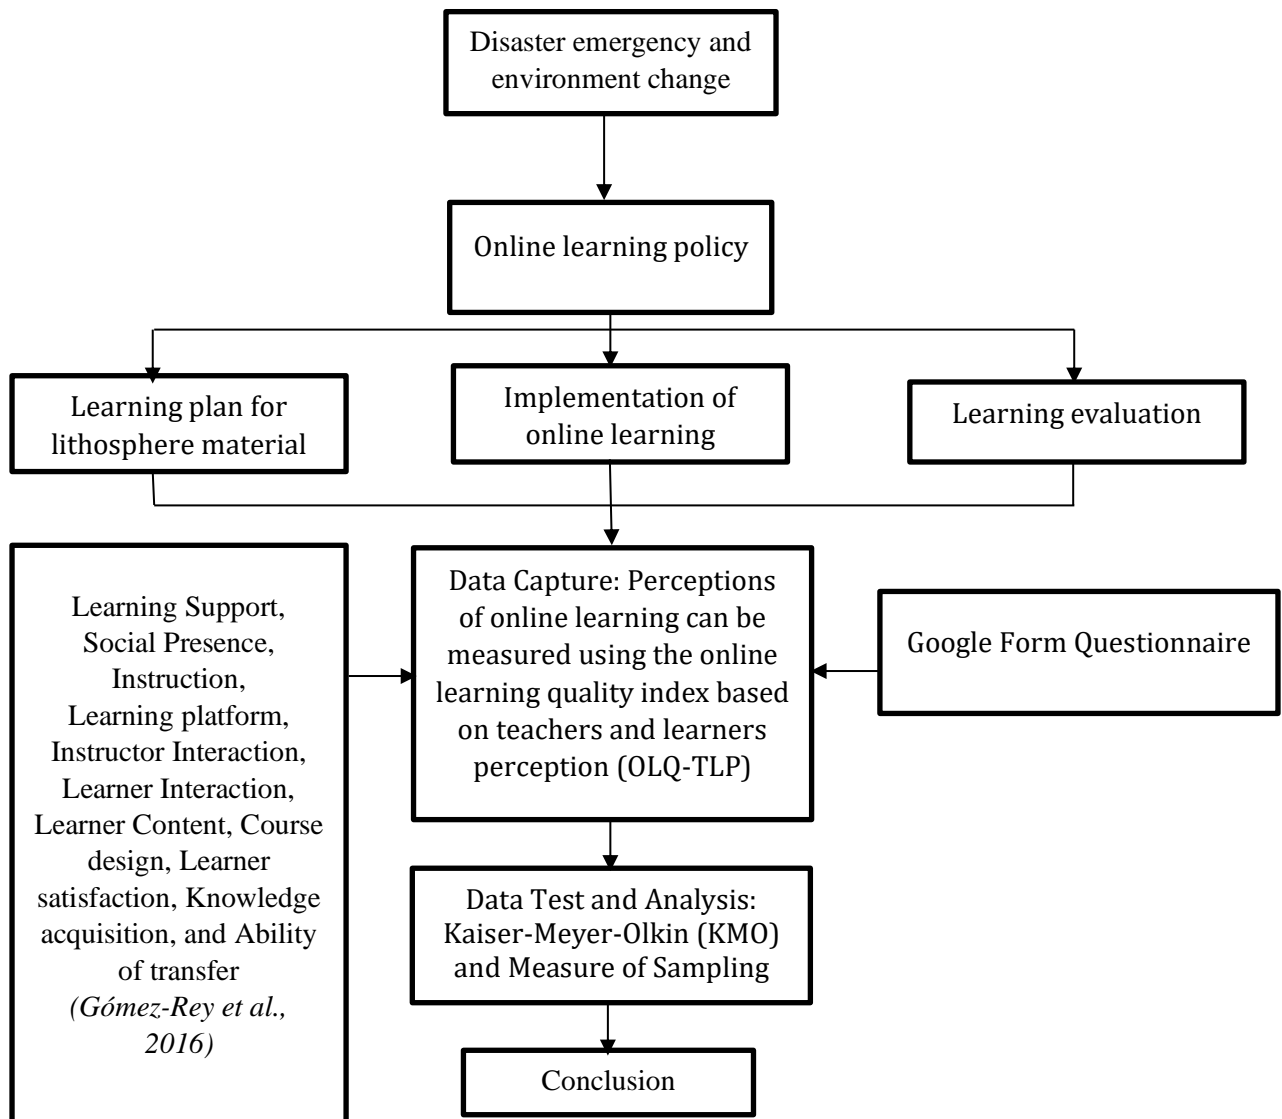 Disaster emergency and
environment change
Online learning policy
Learning plan for
lithosphere material
Implementation of
online learning
Learning evaluation
Learning Support,
Social Presence,
Instruction,
Learning platform,
Instructor Interaction,
Learner Interaction,
Learner Content, Course
design, Learner
satisfaction, Knowledge
acquisition, and Ability
of transfer
(Gómez-Rey et al.,
2016)
Data Capture: Perceptions
of online learning can be
measured using the online
learning quality index based
on teachers and learners
perception (OLQ-TLP)
Google Form Questionnaire
Data Test and Analysis:
Kaiser-Meyer-Olkin (KMO)
and Measure of Sampling
Conclusion